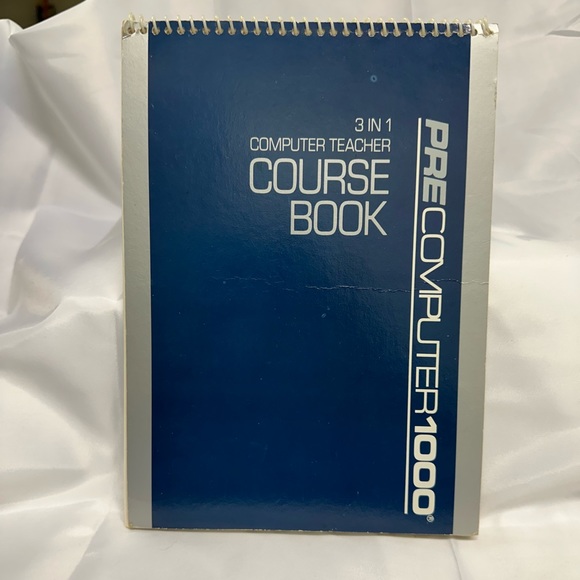 3 IN 1
COMPUTER TEACHER
COURSE
BOOK
PRECOMPUTER1000®